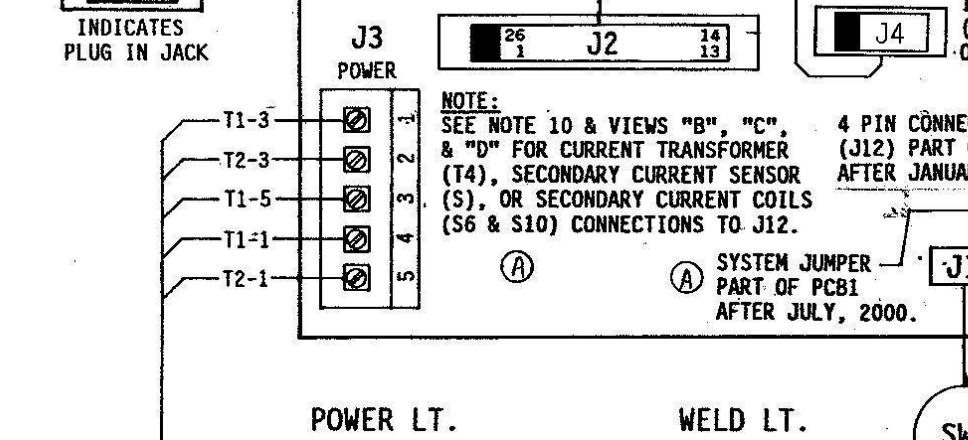 INDICATES
PLUG IN JACK
J3
POWER
26 14
1 13
J2
J4
T1-3
T2-3
T1-5
T1-1
T2-1
1
2
3
4
5
NOTE:
SEE NOTE 10 & VIEWS "B", "C",
& "D" FOR CURRENT TRANSFORMER
(T4), SECONDARY CURRENT SENSOR
(S), OR SECONDARY CURRENT COILS
(S6 & S10) CONNECTIONS TO J12.
A
4 PIN
(J12) PART
AFTER
A
SYSTEM JUMPER
PART OF PCB1
AFTER JULY, 2000.
POWER LT.
WELD LT.